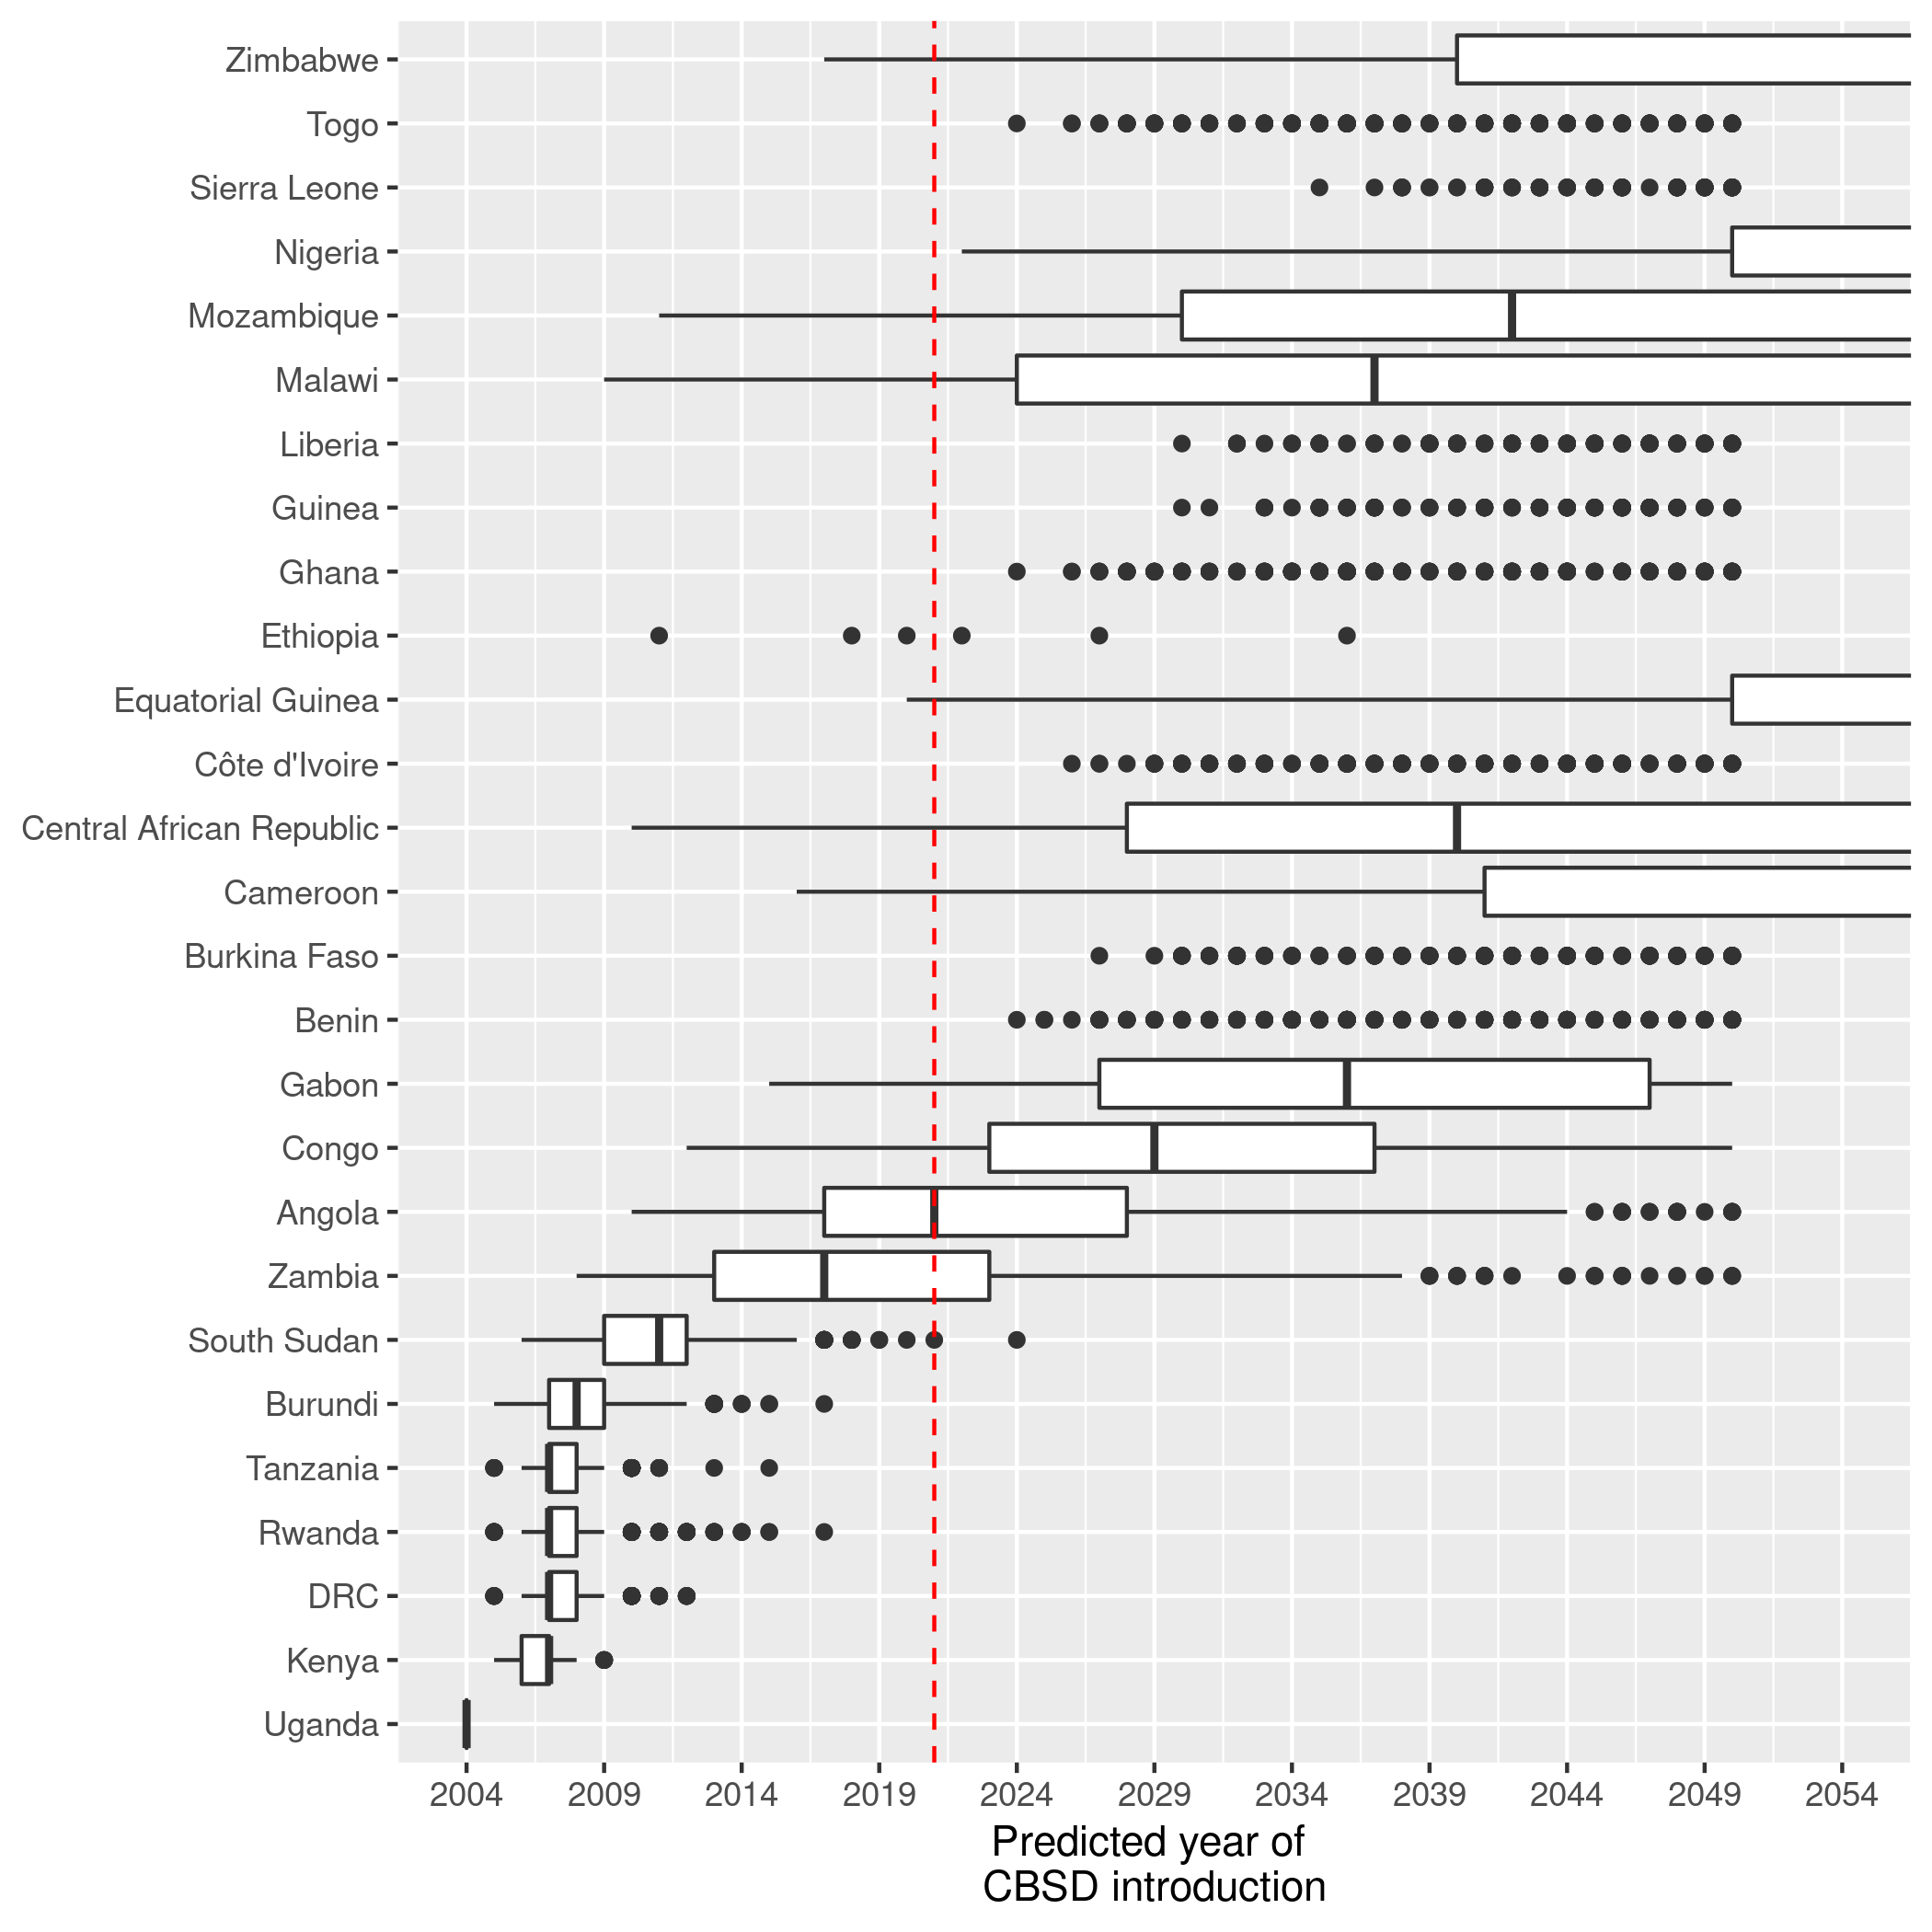 Zimbabwe
Togo
Sierra Leone
Nigeria
Mozambique
Malawi
Liberia
Guinea
Ghana
Ethiopia
Equatorial Guinea
Côte d'Ivoire
Central African Republic
Cameroon
Burkina Faso
Benin
Gabon
Congo
Angola
Zambia
South Sudan
Burundi
Tanzania
Rwanda
DRC
Kenya
Uganda
2004 2009 2014 2019 2024 2029 2034 2039 2044 2049 2054
Predicted year of
CBSD introduction